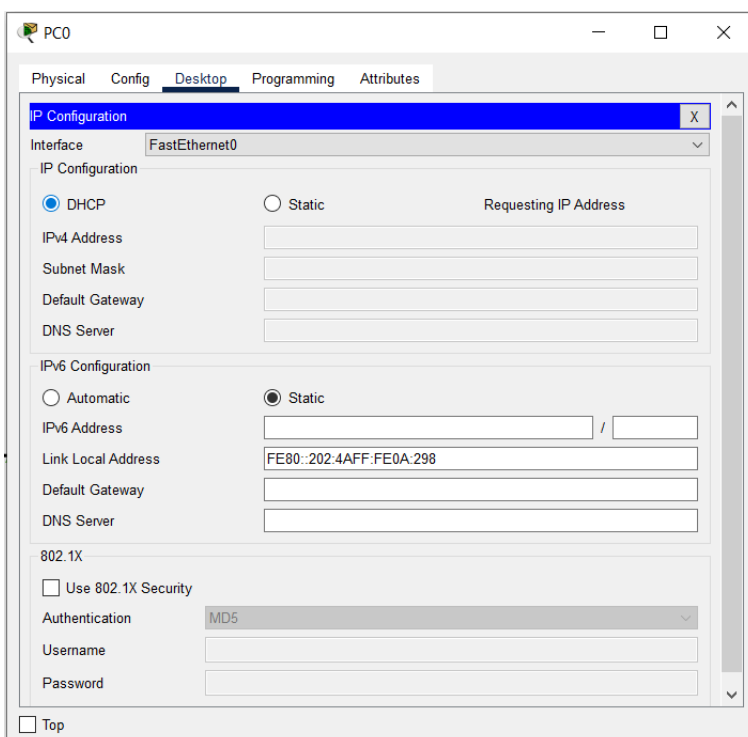 PC0
Physical Config Desktop Programming Attributes
IP Configuration X
Interface FastEthernet0
IP Configuration
DHCP Static Requesting IP Address
IPv4 Address
Subnet Mask
Default Gateway
DNS Server
IPv6 Configuration
Automatic Static
IPv6 Address /
Link Local Address FE80::202:4AFF:FE0A:298
Default Gateway
DNS Server
802.1X
Use 802.1X Security
Authentication MD5
Username
Password
Top